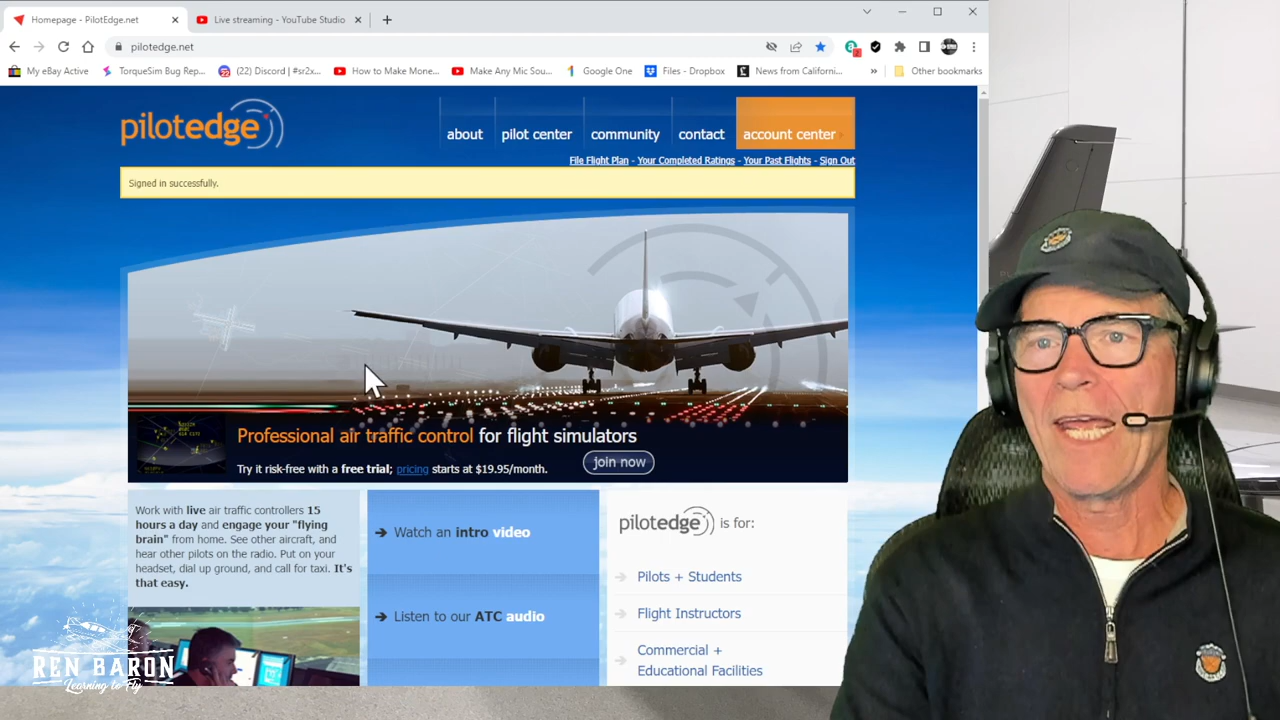 Homepage - PilotEdge.net
Live streaming - YouTube Studio
pilotedge.net
2
My eBay Active
TorqueSim Bug Rep...
(22) Discord | #sr2x...
How to Make Mone...
Make Any Mic Sou...
Google One
Files - Dropbox
News from Californi...
»
Other bookmarks
pilotedge
about
pilot center
community
contact
account center
File Flight Plan - Your Completed Ratings - Your Past Flights - Sign Out
Signed in successfully.
Professional air traffic control for flight simulators
Try it risk-free with a free trial; pricing starts at $19.95/month.
join now
Work with live air traffic controllers 15
hours a day and engage your "flying
brain" from home. See other aircraft, and
hear other pilots on the radio. Put on your
headset, dial up ground, and call for taxi. It's
that easy.
Watch an intro video
Listen to our ATC audio
pilotedge is for:
Pilots + Students
Flight Instructors
Commercial +
Educational Facilities
REN BARON
Learning to Fly